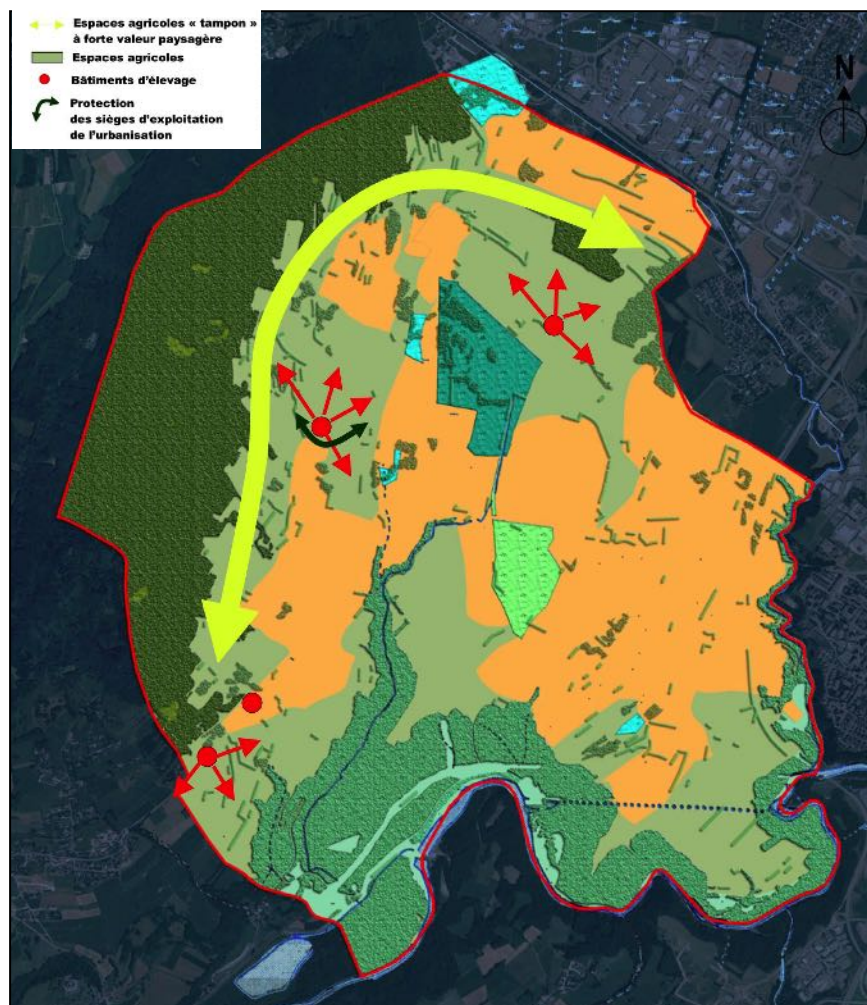 Espaces agricoles « tampon »
à forte valeur paysagère
Espaces agricoles
Bâtiments d'élevage
Protection
des sièges d'exploitation
de l'urbanisation
N